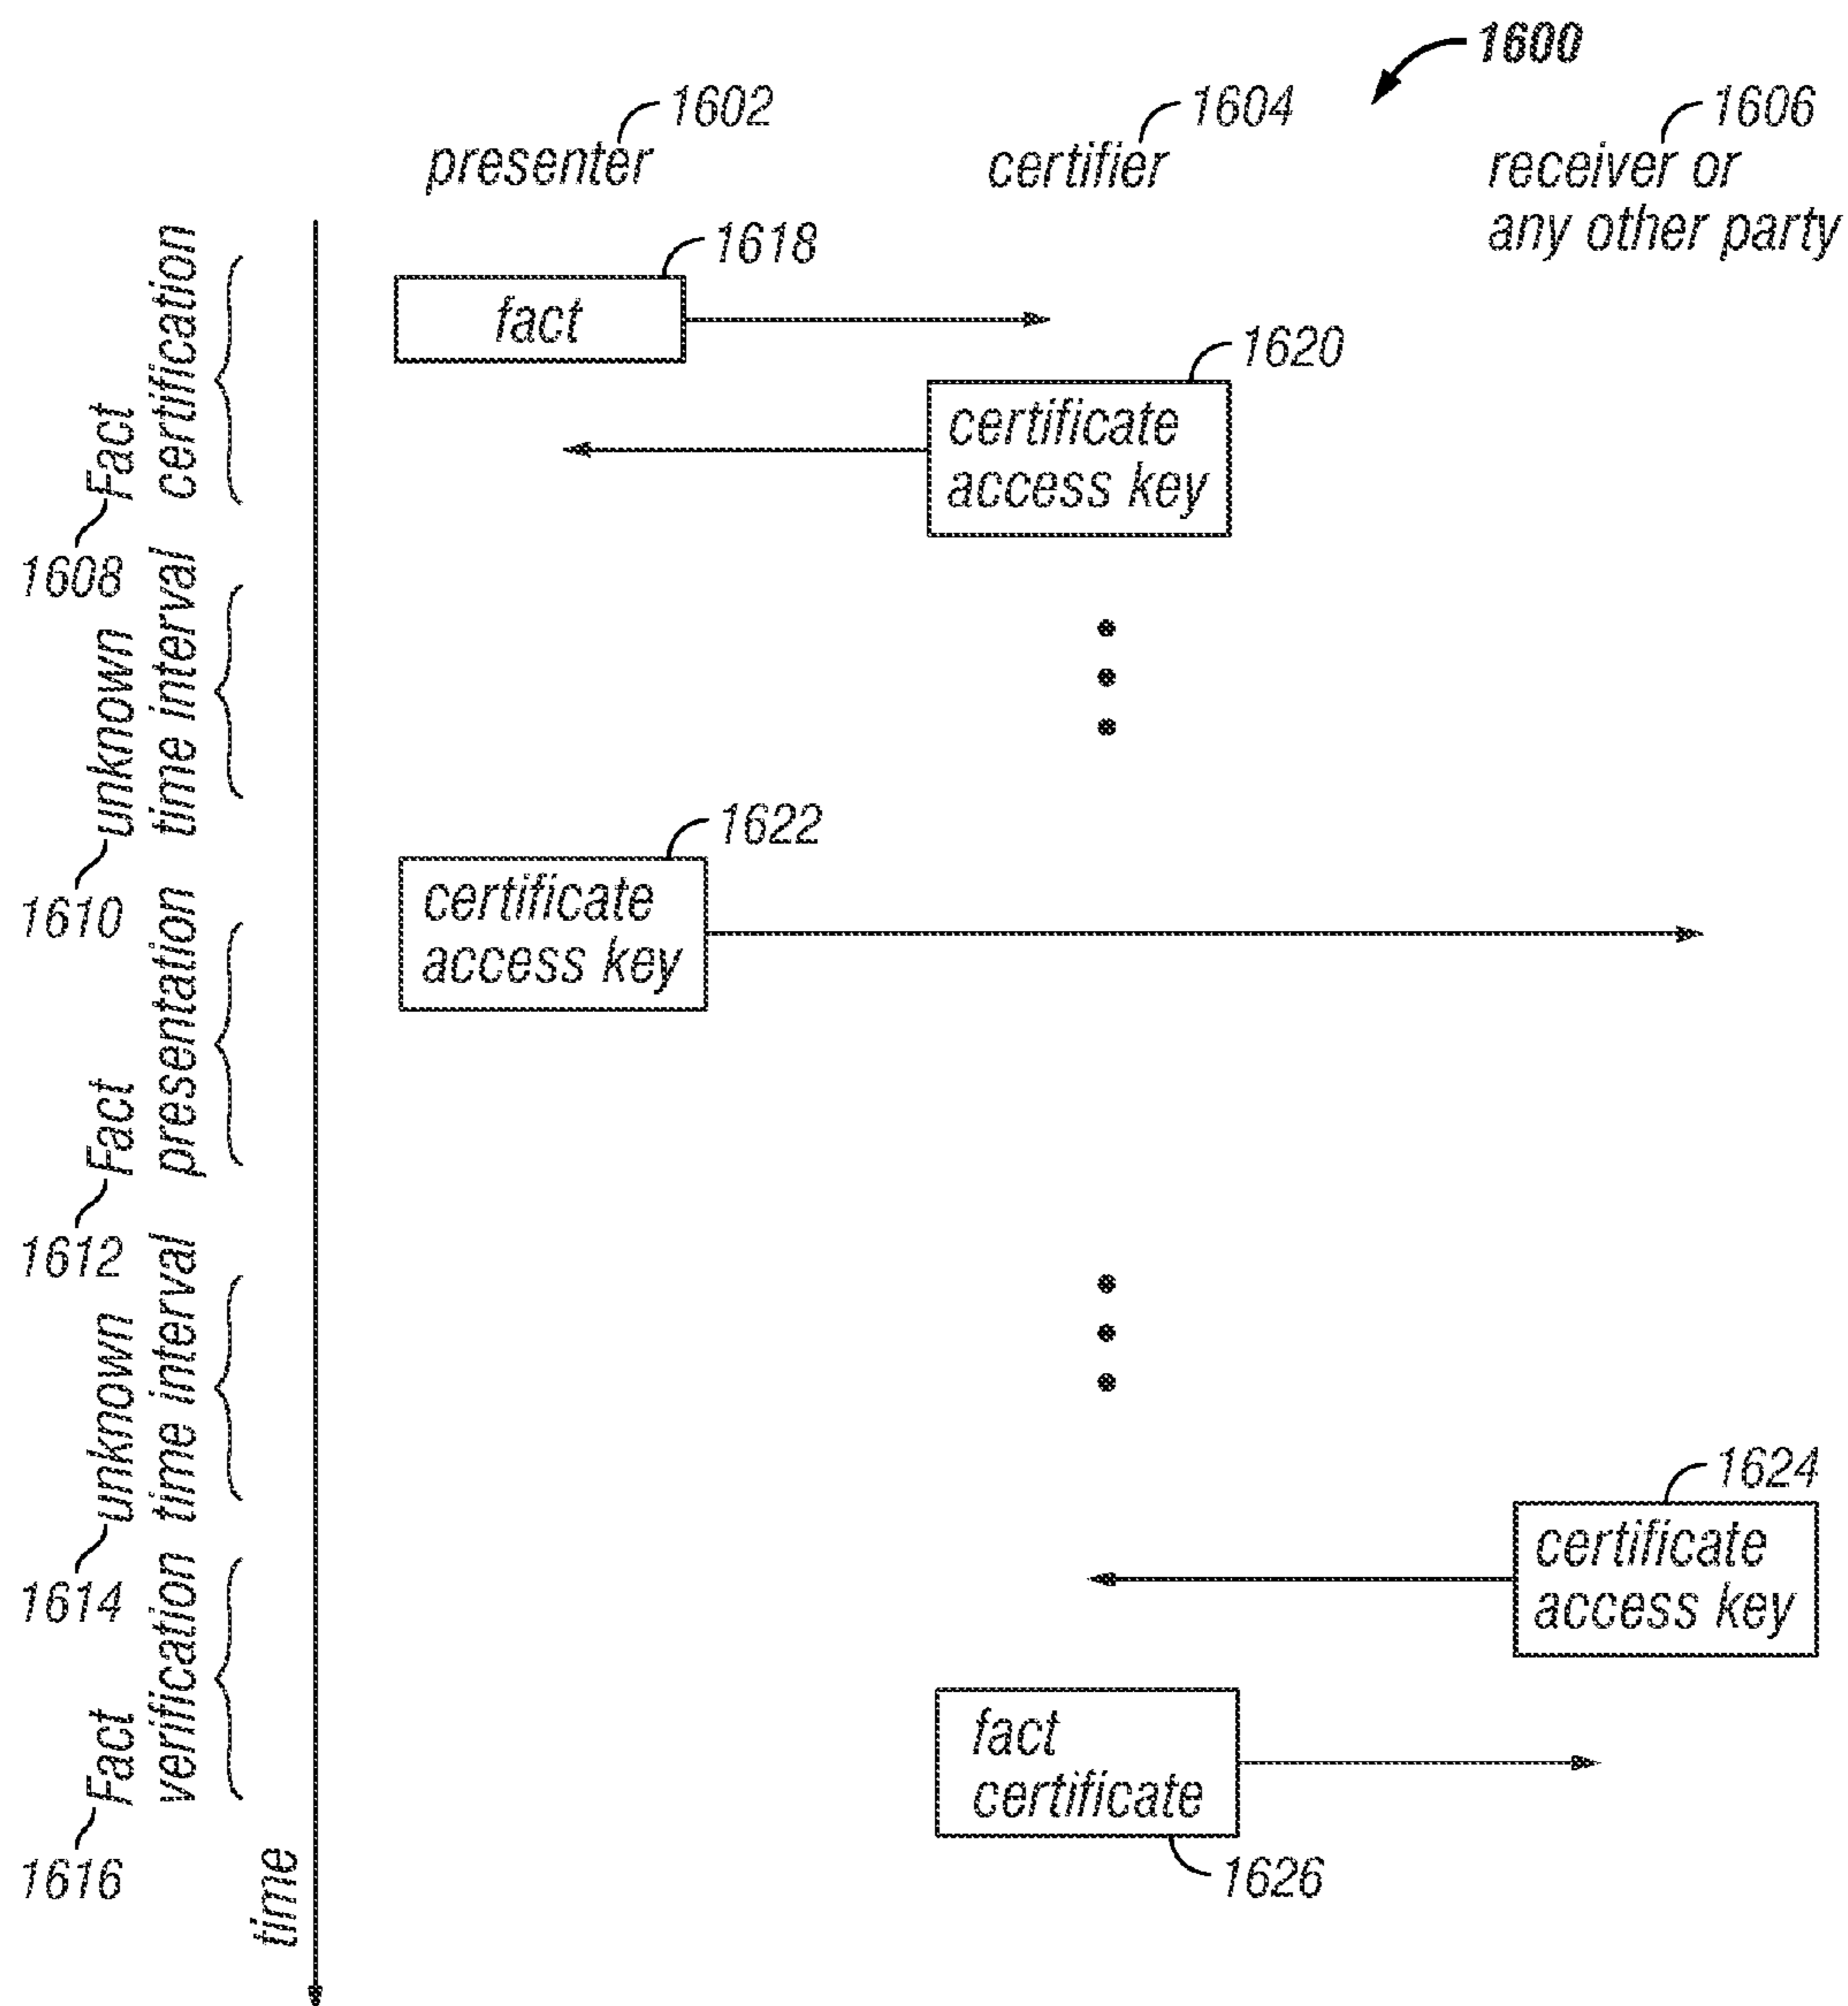 1600
1602
presenter
1604
certifier
1606
receiver or
any other party
1618
fact
1620
certificate
access key
Fact
certification
1608
unknown
time interval
1610
1622
certificate
access key
Fact
presentation
1612
unknown
time interval
1614
1624
certificate
access key
Fact
verification
1616
fact
certificate
1626
time